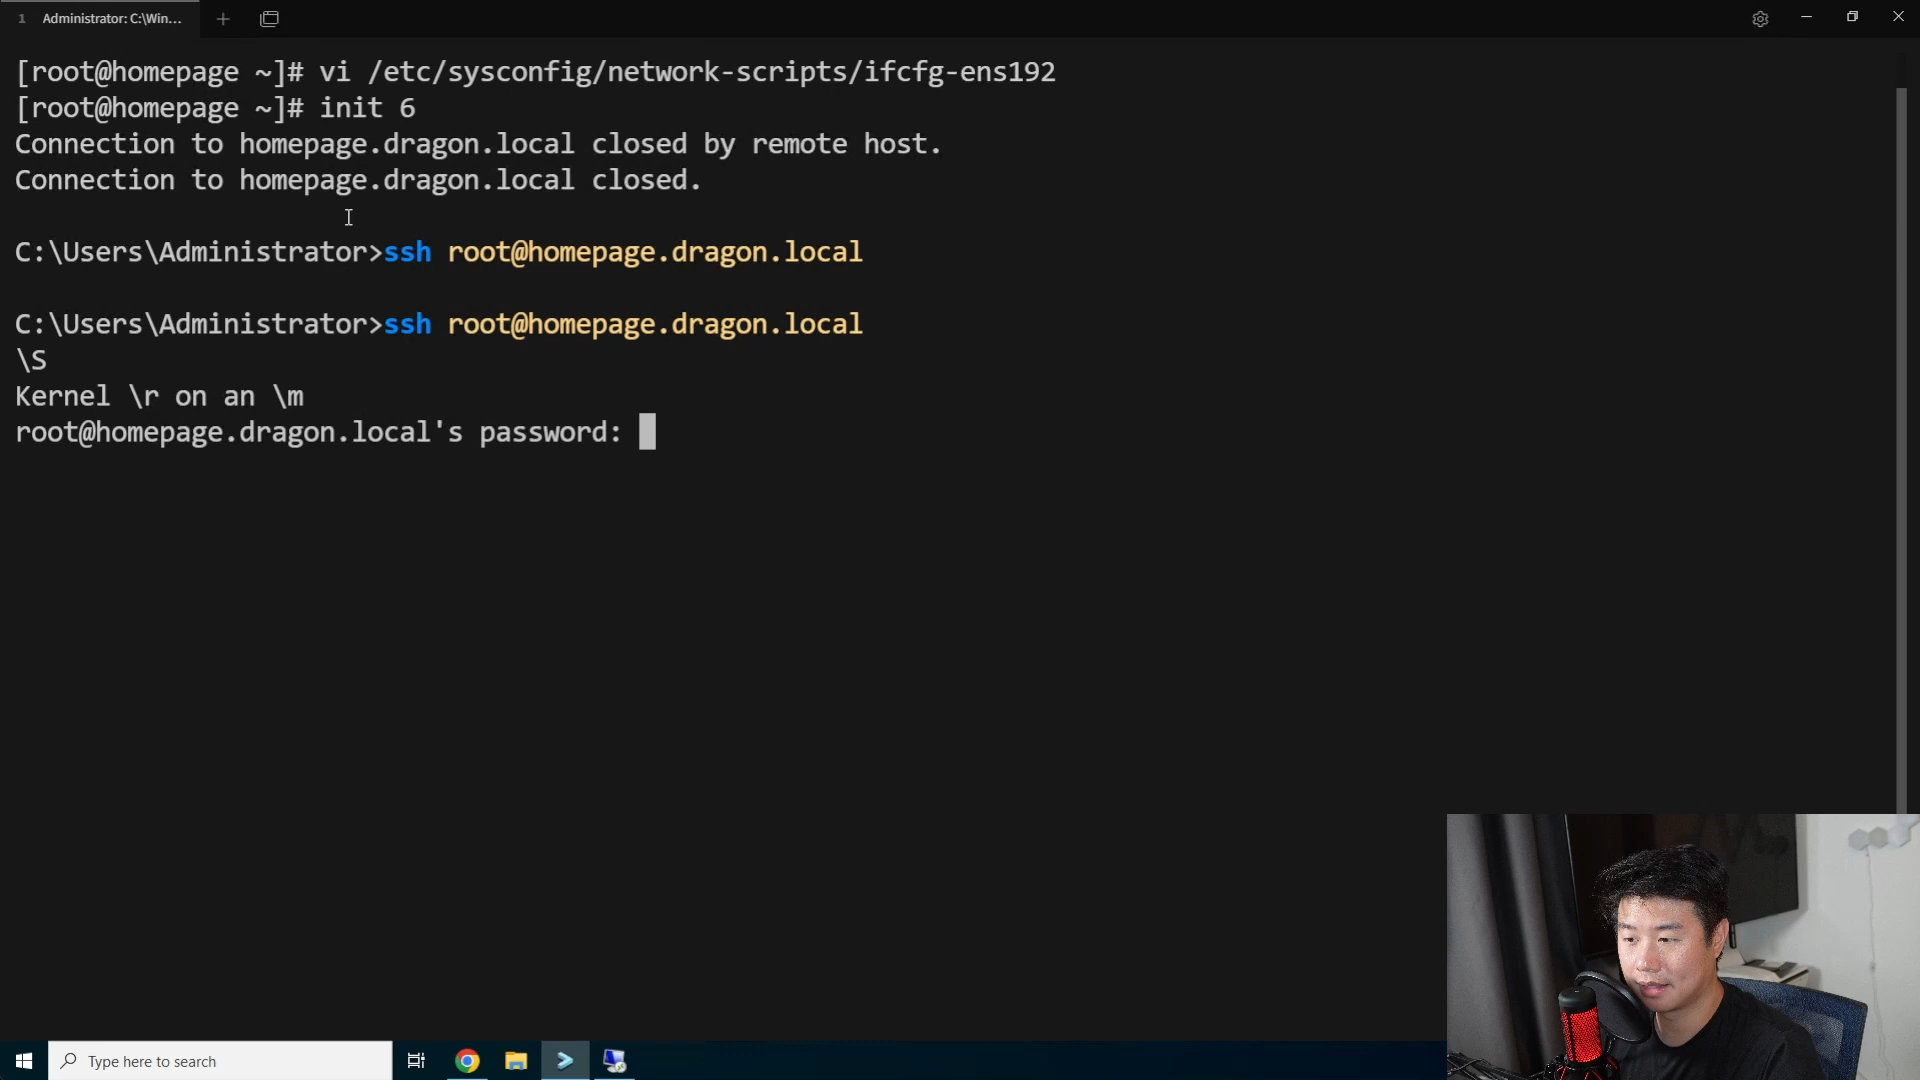 1 Administrator: C:\Win...
[root@homepage ~]# vi /etc/sysconfig/network-scripts/ifcfg-ens192
[root@homepage ~]# init 6
Connection to homepage.dragon.local closed by remote host.
Connection to homepage.dragon.local closed.
C:\Users\Administrator>ssh root@homepage.dragon.local
C:\Users\Administrator>ssh root@homepage.dragon.local
\S
Kernel \r on an \m
root@homepage.dragon.local's password:
Type here to search